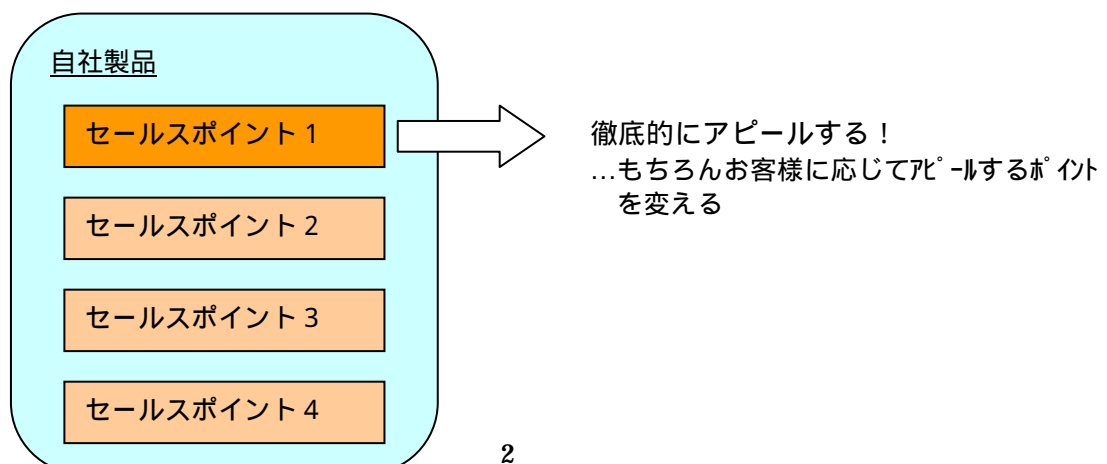 自社製品
セールスポイント1
徹底的にアピールする！
…もちろんお客様に応じてｱﾋﾟｰﾙするﾎﾟｲﾝﾄ
を変える
セールスポイント2
セールスポイント3
セールスポイント4
2